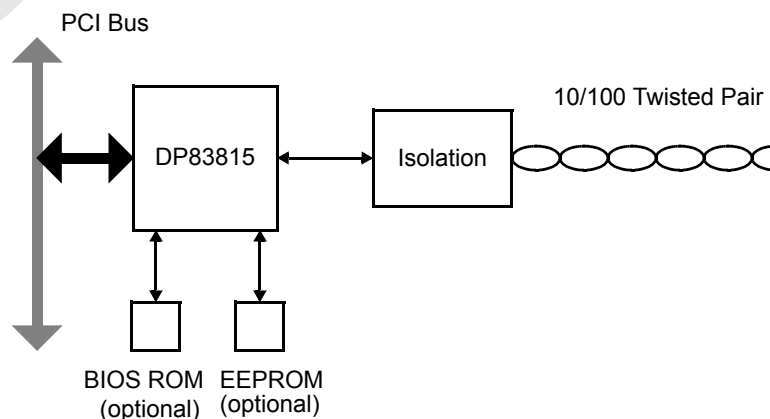 PCI Bus
10/100 Twisted Pair
DP83815
Isolation
BIOS ROM
(optional)
EEPROM
(optional)